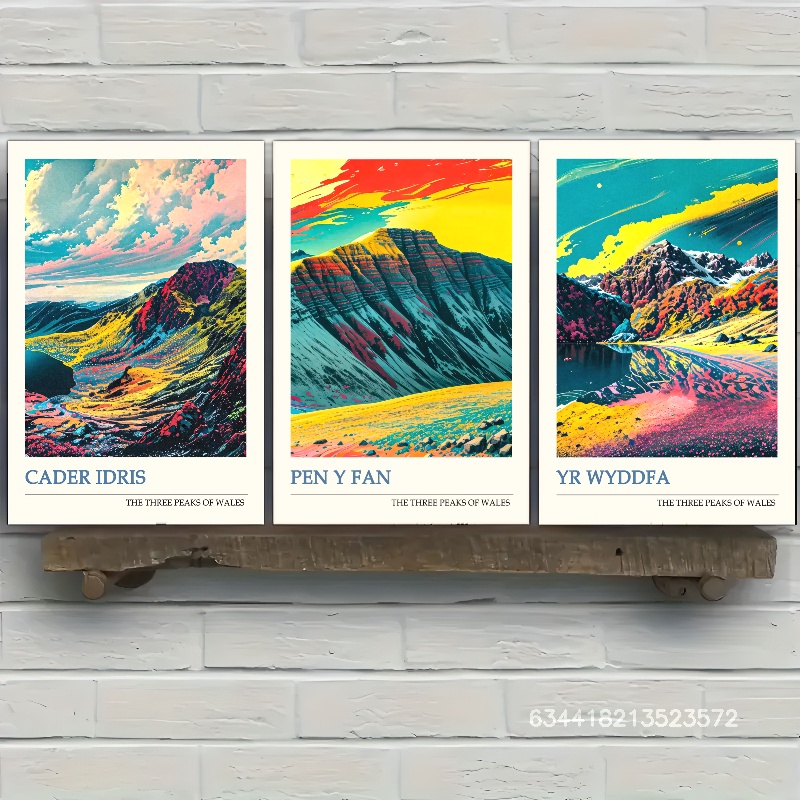 CADER IDRIS
THE THREE PEAKS OF WALES
PEN Y FAN
THE THREE PEAKS OF WALES
YR WYDDFA
THE THREE PEAKS OF WALES
634418213523572